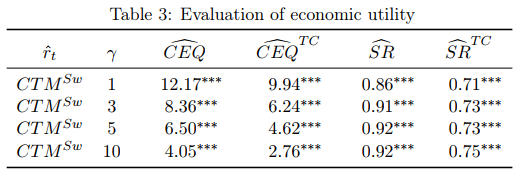 Table 3: Evaluation of economic utility
r̂_t γ \widehat{CEQ} \widehat{CEQ}^{TC} \widehat{SR} \widehat{SR}^{TC}
CTM^{Sw} 1 12.17*** 9.94*** 0.86*** 0.71***
CTM^{Sw} 3 8.36*** 6.24*** 0.91*** 0.73***
CTM^{Sw} 5 6.50*** 4.62*** 0.92*** 0.73***
CTM^{Sw} 10 4.05*** 2.76*** 0.92*** 0.75***